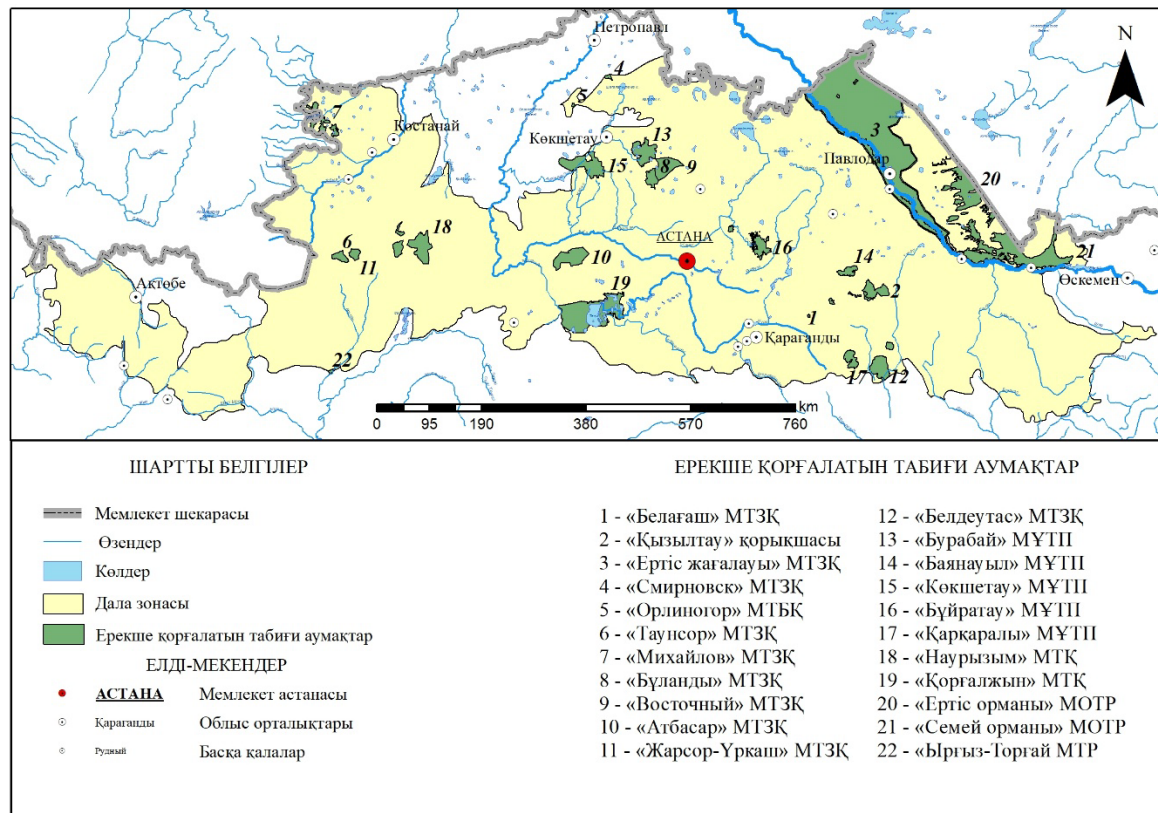 Петропавл
N
4
5
7
Қостанай
Көкшетау
13
3
15
8
9
Павлодар
20
6
18
АСТАНА
16
6
11
10
14
21
Ақтөбе
19
2
Өскемен
1
Қарағанды
22
17
12
km
0 95 190 380 570 760
ШАРТТЫ БЕЛГІЛЕР
Мемлекет шекарасы
Өзендер
Көлдер
Дала зонасы
Ерекше қорғалатын табиғи аумақтар
ЕЛДІ-МЕКЕНДЕР
АСТАНА Мемлекет астанасы
Қарағанды Облыс орталықтары
Рудный Басқа қалалар
ЕРЕКШЕ ҚОРҒАЛАТЫН ТАБИҒИ АУМАҚТАР
1 - «Белағаш» МТЗҚ
2 - «Қызылтау» қорықшасы
3 - «Ертіс жағалауы» МТЗҚ
4 - «Смирновск» МТЗҚ
5 - «Орлиногор» МТБҚ
6 - «Таунсор» МТЗҚ
7 - «Михайлов» МТЗҚ
8 - «Бұланды» МТЗҚ
9 - «Восточный» МТЗҚ
10 - «Атбасар» МТЗҚ
11 - «Жарсор-Үркаш» МТЗҚ
12 - «Белдеутас» МТЗҚ
13 - «Бурабай» МҰТП
14 - «Баянауыл» МҰТП
15 - «Көкшетау» МҰТП
16 - «Бұйратау» МҰТП
17 - «Қарқаралы» МҰТП
18 - «Наурызым» МТҚ
19 - «Қорғалжын» МТҚ
20 - «Ертіс орманы» МОТР
21 - «Семей орманы» МОТР
22 - «Ырғыз-Торғай МТР